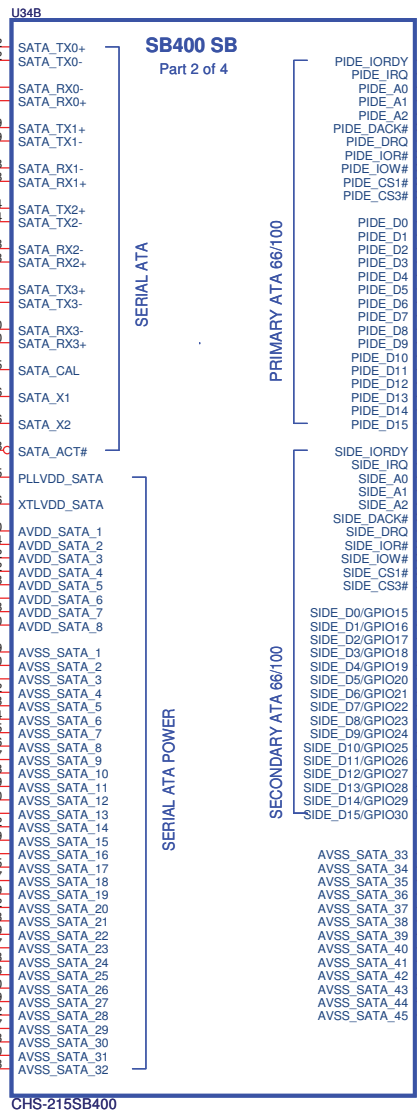 U34B
SB400 SB
Part 2 of 4
SATA_TX0+
SATA_TX0-
SATA_RX0-
SATA_RX0+
SATA_TX1+
SATA_TX1-
SATA_RX1-
SATA_RX1+
SATA_TX2+
SATA_TX2-
SATA_RX2-
SATA_RX2+
SATA_TX3+
SATA_TX3-
SATA_RX3-
SATA_RX3+
SATA_CAL
SATA_X1
SATA_X2
SATA_ACT#
SERIAL ATA
PLLVDD_SATA
XTLVDD_SATA
AVDD_SATA_1
AVDD_SATA_2
AVDD_SATA_3
AVDD_SATA_4
AVDD_SATA_5
AVDD_SATA_6
AVDD_SATA_7
AVDD_SATA_8
AVSS_SATA_1
AVSS_SATA_2
AVSS_SATA_3
AVSS_SATA_4
AVSS_SATA_5
AVSS_SATA_6
AVSS_SATA_7
AVSS_SATA_8
AVSS_SATA_9
AVSS_SATA_10
AVSS_SATA_11
AVSS_SATA_12
AVSS_SATA_13
AVSS_SATA_14
AVSS_SATA_15
AVSS_SATA_16
AVSS_SATA_17
AVSS_SATA_18
AVSS_SATA_19
AVSS_SATA_20
AVSS_SATA_21
AVSS_SATA_22
AVSS_SATA_23
AVSS_SATA_24
AVSS_SATA_25
AVSS_SATA_26
AVSS_SATA_27
AVSS_SATA_28
AVSS_SATA_29
AVSS_SATA_30
AVSS_SATA_31
AVSS_SATA_32
SERIAL ATA POWER
PIDE_IORDY
PIDE_IRQ
PIDE_A0
PIDE_A1
PIDE_A2
PIDE_DACK#
PIDE_DRQ
PIDE_IOR#
PIDE_IOW#
PIDE_CS1#
PIDE_CS3#
PIDE_D0
PIDE_D1
PIDE_D2
PIDE_D3
PIDE_D4
PIDE_D5
PIDE_D6
PIDE_D7
PIDE_D8
PIDE_D9
PIDE_D10
PIDE_D11
PIDE_D12
PIDE_D13
PIDE_D14
PIDE_D15
PRIMARY ATA 66/100
SIDE_IORDY
SIDE_IRQ
SIDE_A0
SIDE_A1
SIDE_A2
SIDE_DACK#
SIDE_DRQ
SIDE_IOR#
SIDE_IOW#
SIDE_CS1#
SIDE_CS3#
SIDE_D0/GPIO15
SIDE_D1/GPIO16
SIDE_D2/GPIO17
SIDE_D3/GPIO18
SIDE_D4/GPIO19
SIDE_D5/GPIO20
SIDE_D6/GPIO21
SIDE_D7/GPIO22
SIDE_D8/GPIO23
SIDE_D9/GPIO24
SIDE_D10/GPIO25
SIDE_D11/GPIO26
SIDE_D12/GPIO27
SIDE_D13/GPIO28
SIDE_D14/GPIO29
SIDE_D15/GPIO30
SECONDARY ATA 66/100
AVSS_SATA_33
AVSS_SATA_34
AVSS_SATA_35
AVSS_SATA_36
AVSS_SATA_37
AVSS_SATA_38
AVSS_SATA_39
AVSS_SATA_40
AVSS_SATA_41
AVSS_SATA_42
AVSS_SATA_43
AVSS_SATA_44
AVSS_SATA_45
CHS-215SB400